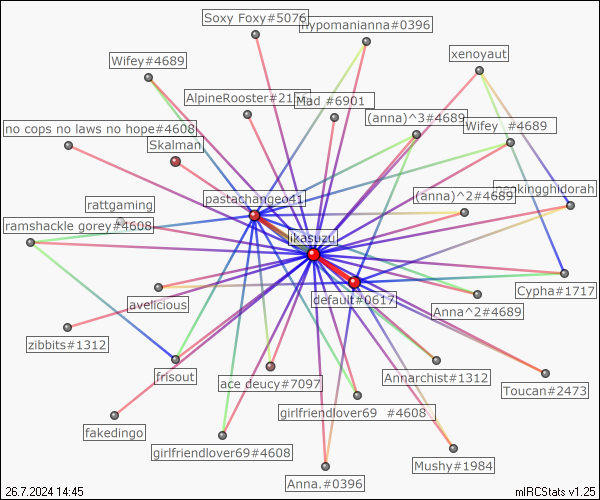 Soxy Foxy#5076
hypomanianna#0396
xenoyaut
Wifey#4689
AlpineRooster#21
Mad #6901
(anna)^3#4689
Wifey #4689
no cops no laws no hope#4608
Skalman
pastachangeo41
(anna)^2#4689
kingghidorah
rattgaming
ramshackle gorey#4608
ikasuzu
avelicious
default#0617
Anna^2#4689
Cypha#1717
zibbits#1312
frisout
ace deucy#7097
Annarchist#1312
Toucan#2473
girlfriendlover69 #4608
fakedingo
girlfriendlover69#4608
Anna.#0396
Mushy#1984
26.7.2024 14:45
mIRCStats v1.25